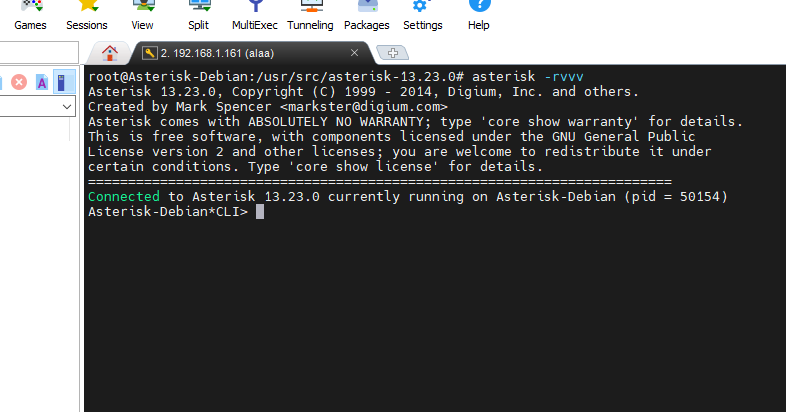 Games Sessions View Split MultiExec Tunneling Packages Settings Help
2. 192.168.1.161 (alaa)
root@Asterisk-Debian:/usr/src/asterisk-13.23.0# asterisk -rvvv
Asterisk 13.23.0, Copyright (C) 1999 - 2014, Digium, Inc. and others.
Created by Mark Spencer <markster@digium.com>
Asterisk comes with ABSOLUTELY NO WARRANTY; type 'core show warranty' for details.
This is free software, with components licensed under the GNU General Public
License version 2 and other licenses; you are welcome to redistribute it under
certain conditions. Type 'core show license' for details.
=========================================================================
Connected to Asterisk 13.23.0 currently running on Asterisk-Debian (pid = 50154)
Asterisk-Debian*CLI>